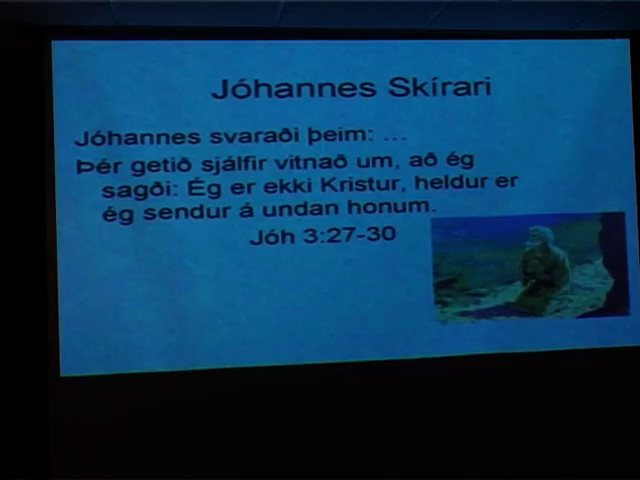 Jóhannes Skírari
Jóhannes svaraði þeim: ...
Þér getið sjálfir vitnað um, að ég
sagði: Ég er ekki Kristur, heldur er
ég sendur á undan honum.
Jóh 3:27-30